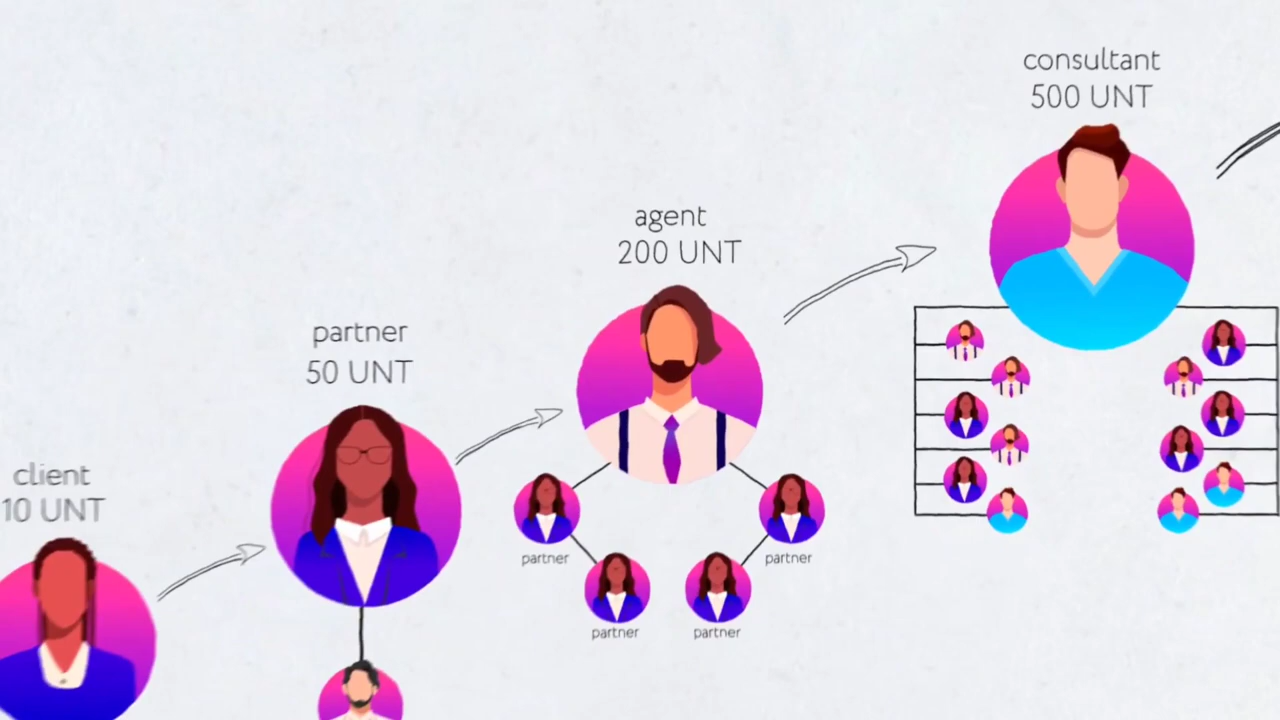 client
10 UNT
partner
50 UNT
agent
200 UNT
partner
partner
partner
partner
consultant
500 UNT